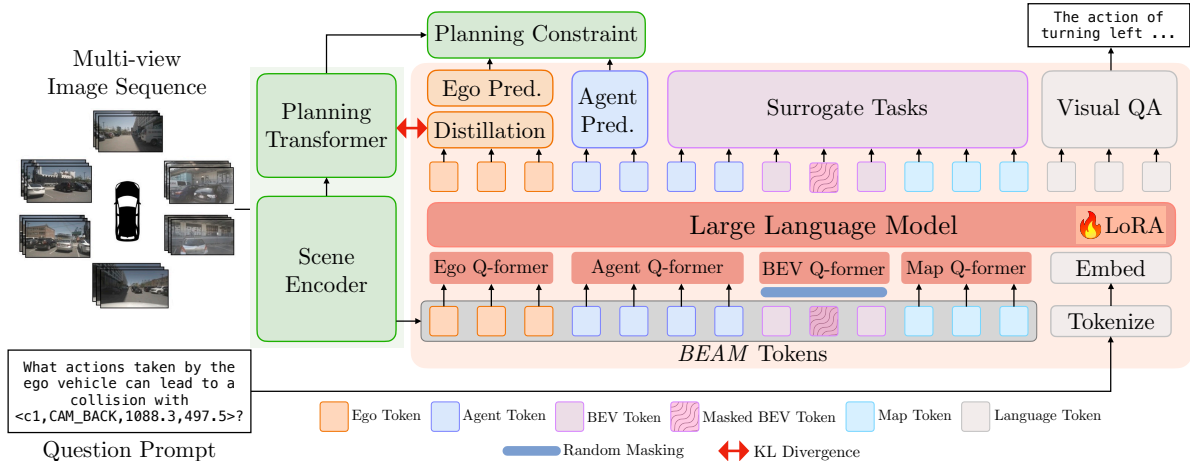 Multi-view
Image Sequence
Planning
Transformer
Scene
Encoder
Planning Constraint
Ego Pred.
Distillation
Agent
Pred.
Surrogate Tasks
Visual QA
The action of
turning left ...
Large Language Model
LoRA
Ego Q-former
Agent Q-former
BEV Q-former
Map Q-former
Embed
Tokenize
BEAM Tokens
What actions taken by the
ego vehicle can lead to a
collision with
<c1,CAM_BACK,1088.3,497.5>?
Question Prompt
Ego Token
Agent Token
BEV Token
Masked BEV Token
Map Token
Language Token
Random Masking
KL Divergence